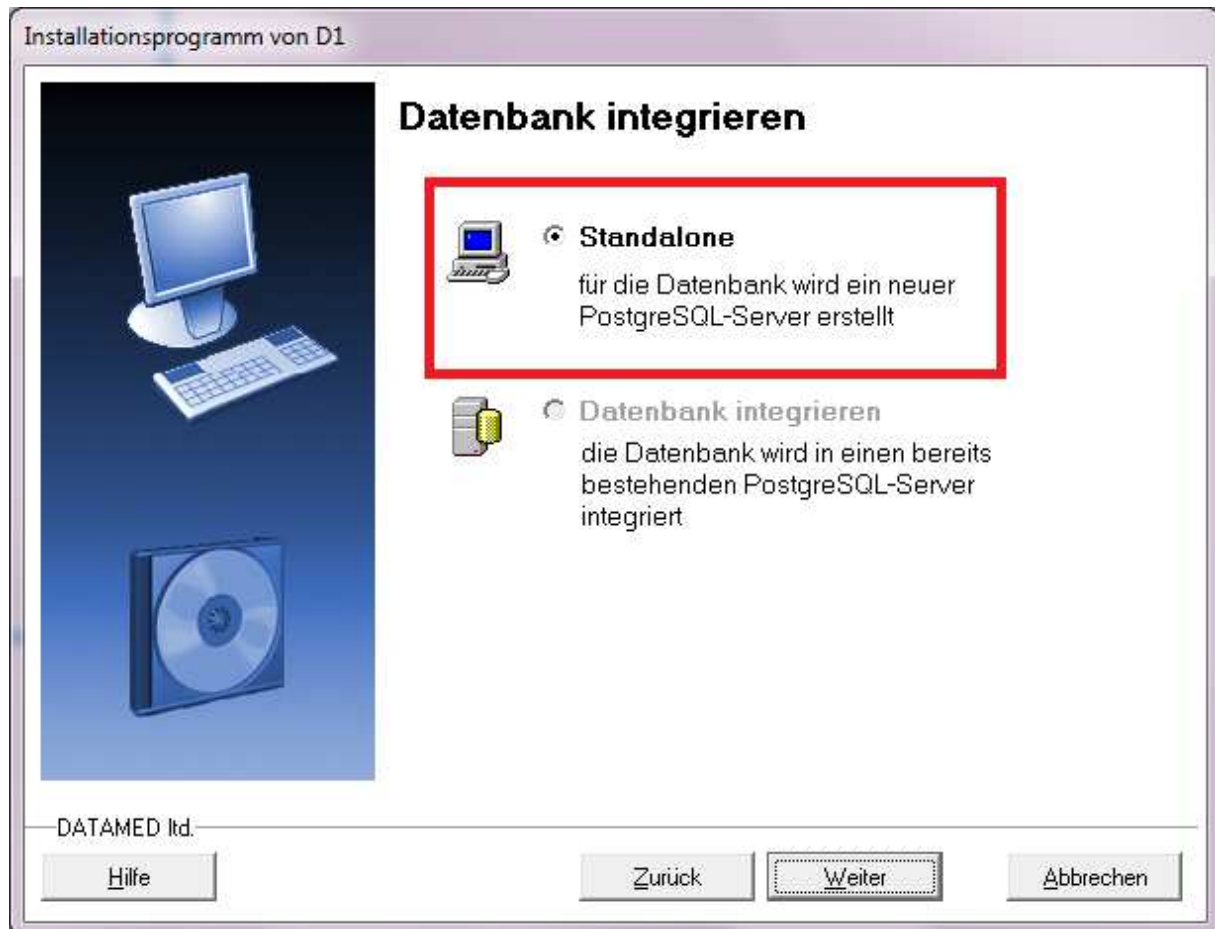 Installationsprogramm von D1
Datenbank integrieren
Standalone
für die Datenbank wird ein neuer
PostgreSQL-Server erstellt
Datenbank integrieren
die Datenbank wird in einen bereits
bestehenden PostgreSQL-Server
integriert
DATAMED ltd.
Hilfe
Zurück
Weiter
Abbrechen